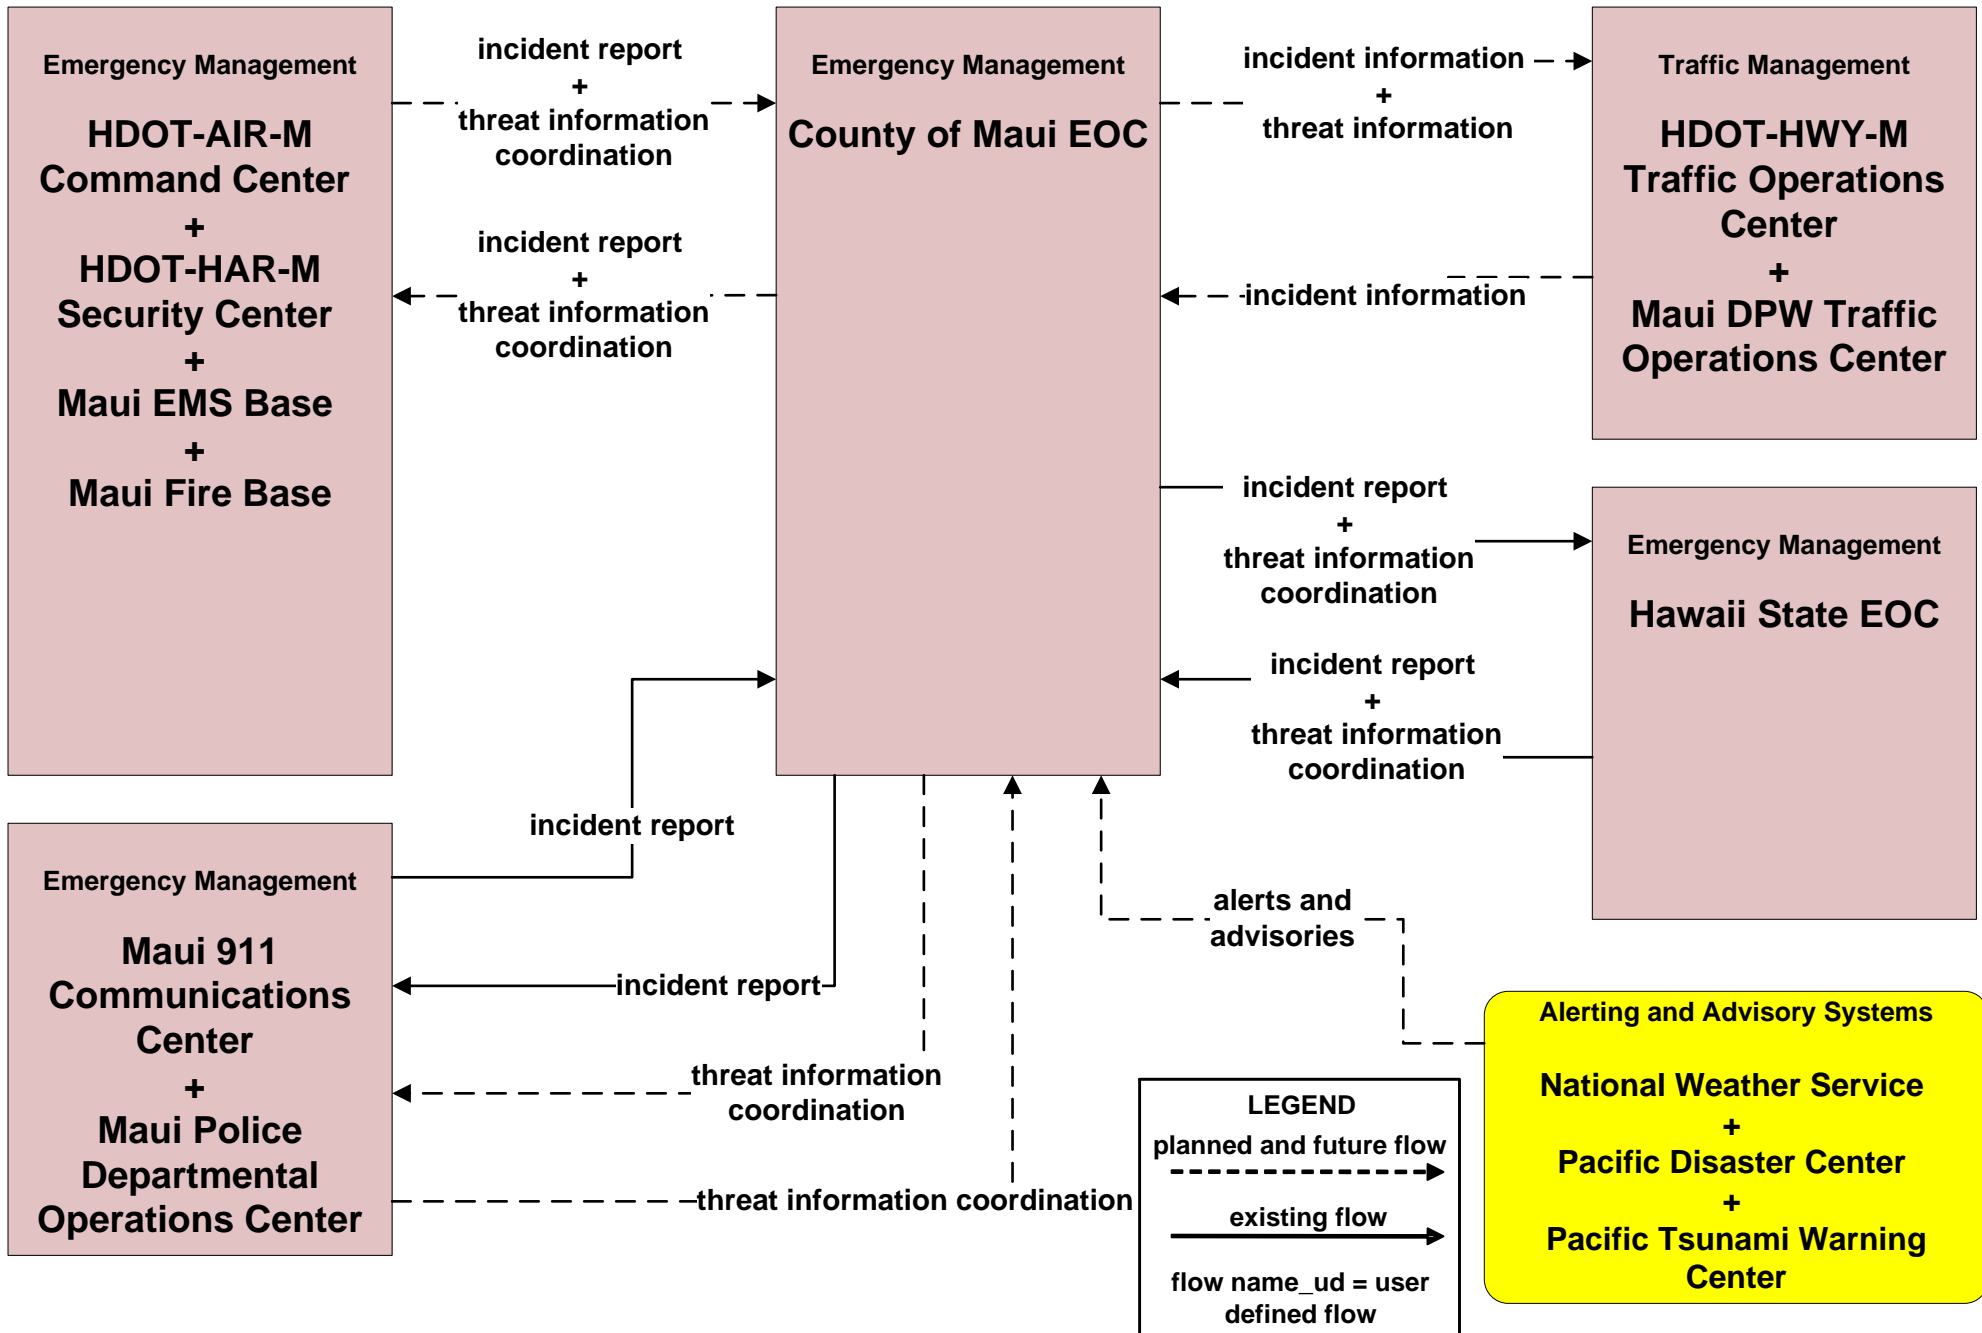 Emergency Management
HDOT-AIR-M
Command Center
+
HDOT-HAR-M
Security Center
+
Maui EMS Base
+
Maui Fire Base
incident report
+
threat information
coordination
incident report
+
threat information
coordination
Emergency Management
County of Maui EOC
incident information
+
threat information
incident information
Traffic Management
HDOT-HWY-M
Traffic Operations
Center
+
Maui DPW Traffic
Operations Center
incident report
+
threat information
coordination
incident report
+
threat information
coordination
Emergency Management
Hawaii State EOC
incident report
Emergency Management
Maui 911
Communications
Center
+
Maui Police
Departmental
Operations Center
incident report
threat information
coordination
threat information coordination
alerts and
advisories
Alerting and Advisory Systems
National Weather Service
+
Pacific Disaster Center
+
Pacific Tsunami Warning
Center
LEGEND
planned and future flow
existing flow
flow name_ud = user
defined flow